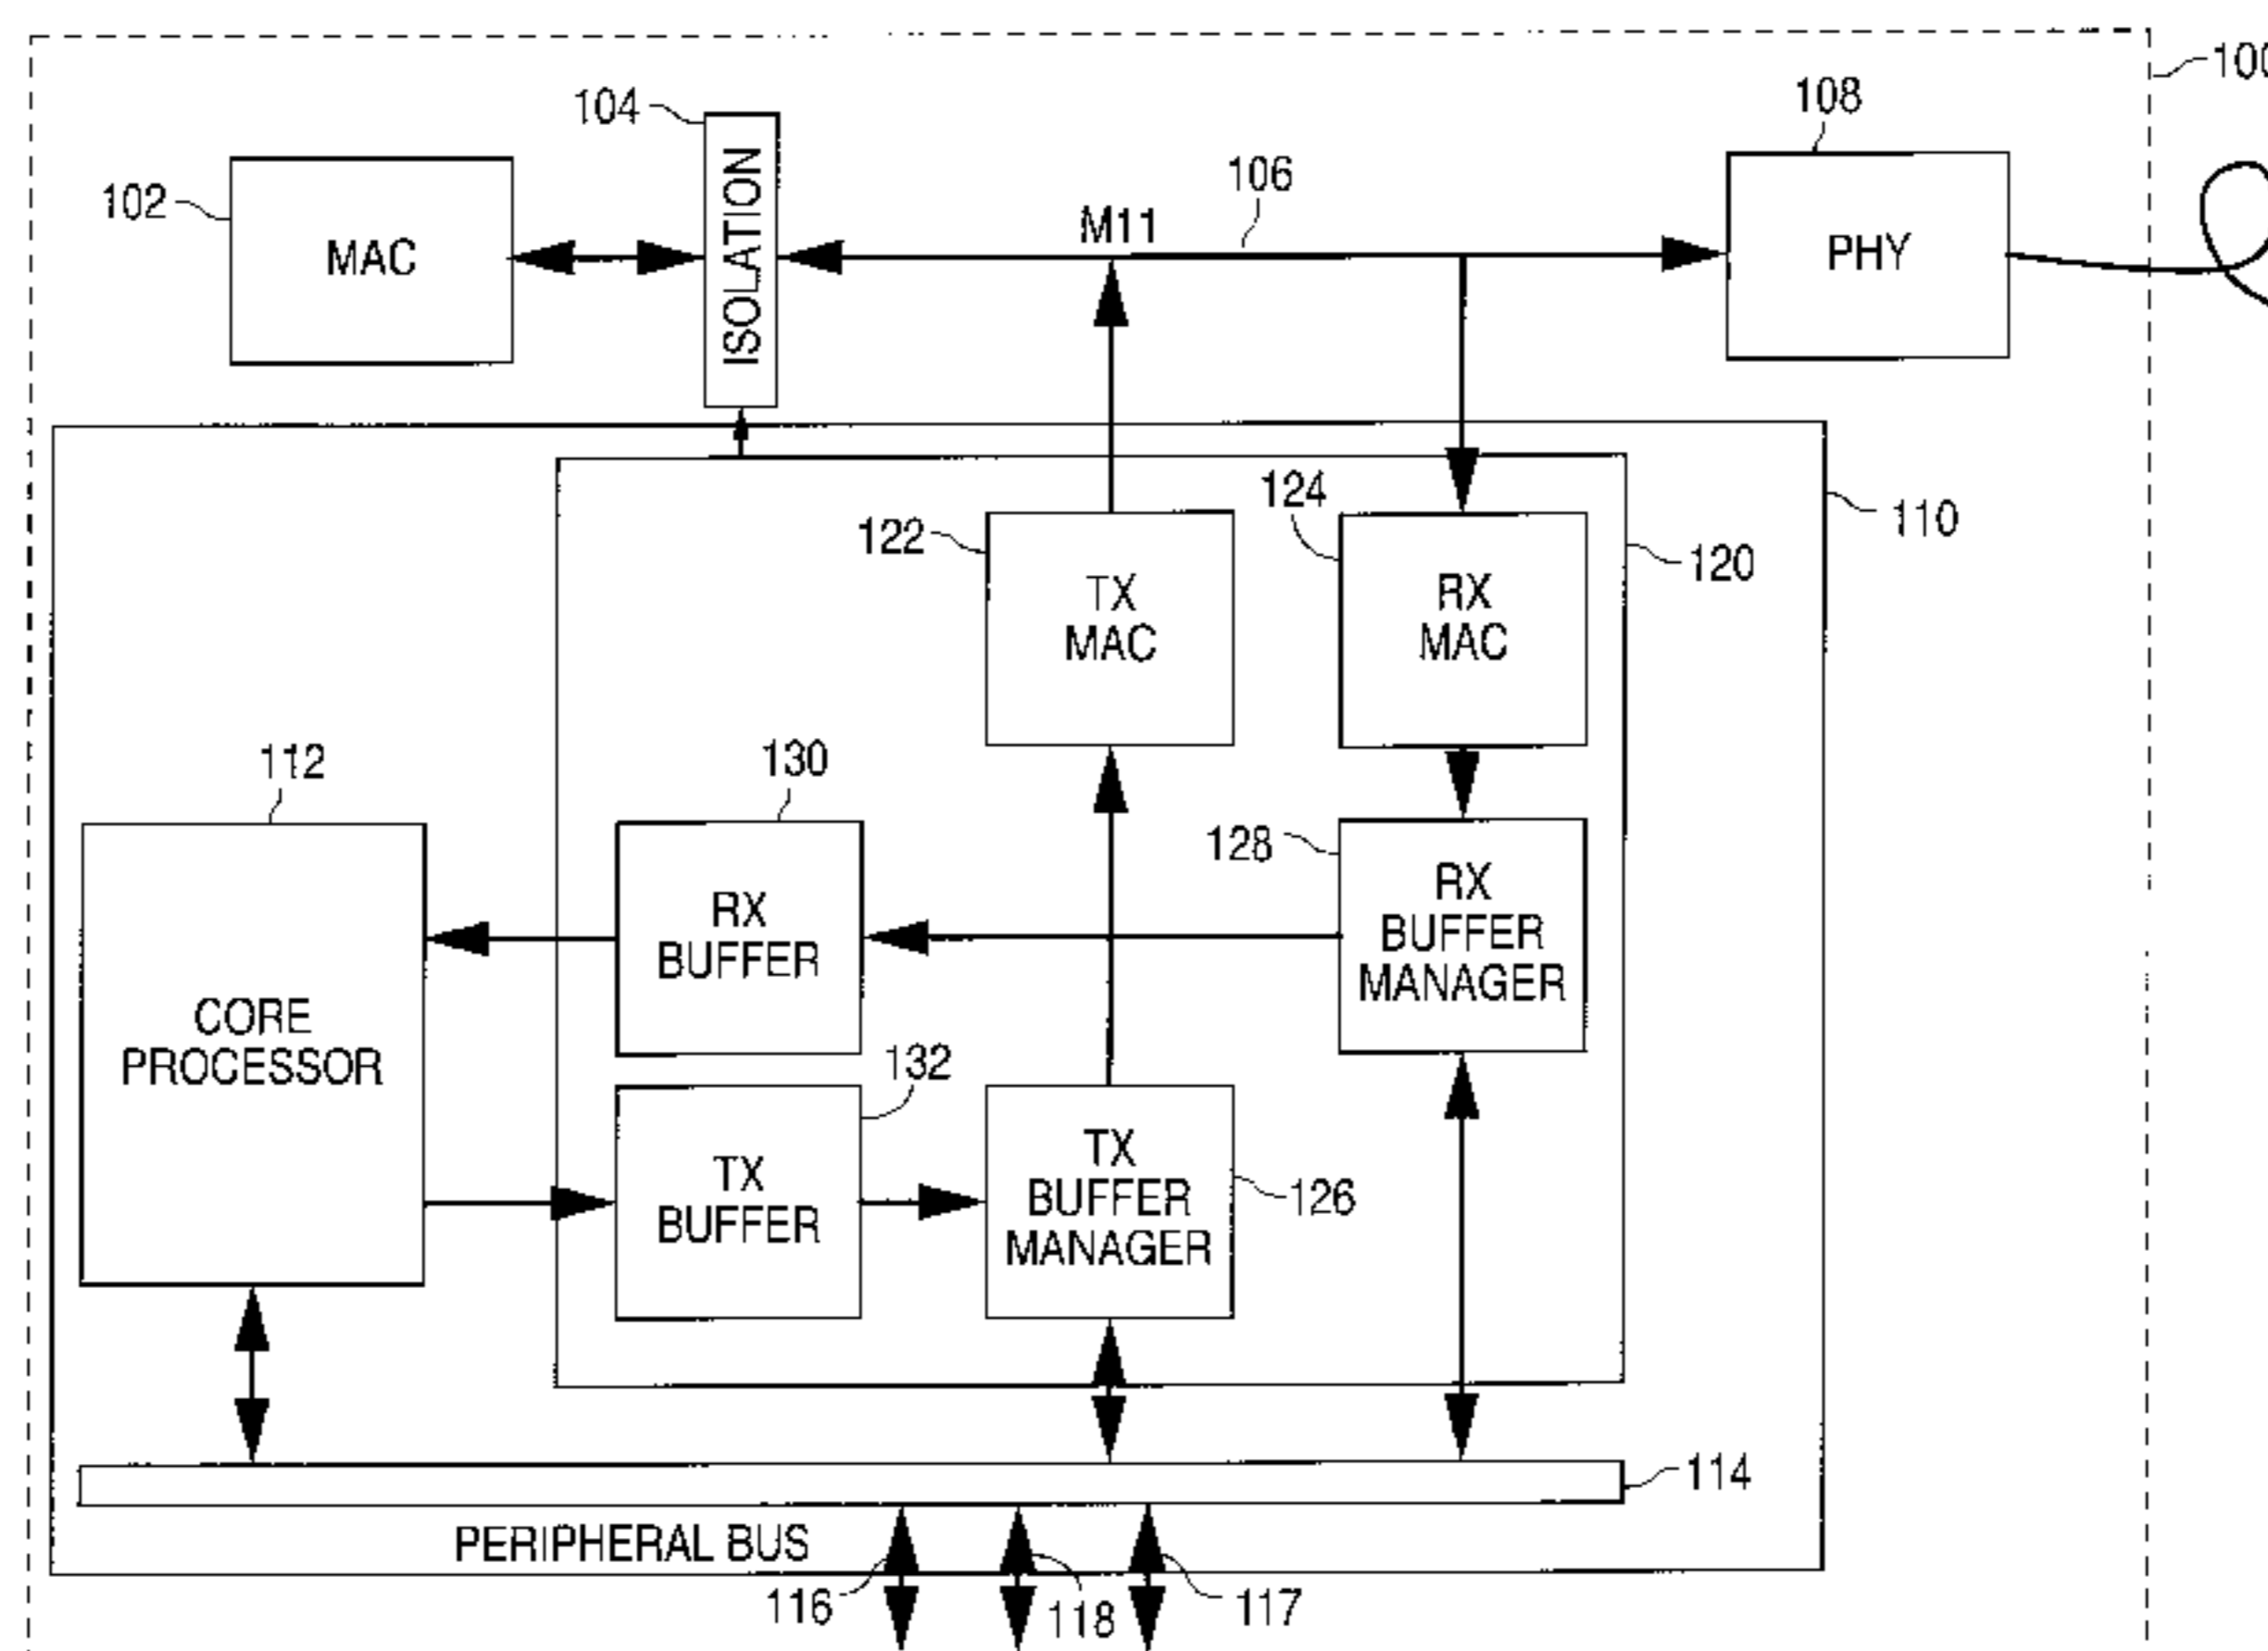 100
104
108
102
MAC
ISOLATION
M11
106
PHY
122
124
120
110
TX
MAC
RX
MAC
112
130
128
CORE
PROCESSOR
RX
BUFFER
RX
BUFFER
MANAGER
132
TX
BUFFER
TX
BUFFER
MANAGER
126
114
PERIPHERAL BUS
116
118
117